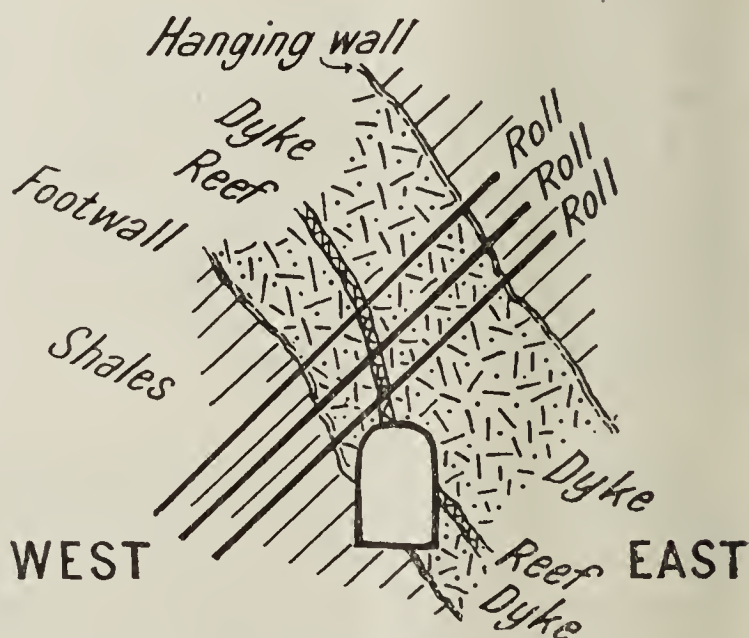 Hanging wall
Dyke
Reef
Footwall
Shales
Roll
Roll
Roll
Dyke
WEST
Reef
EAST
Dyke